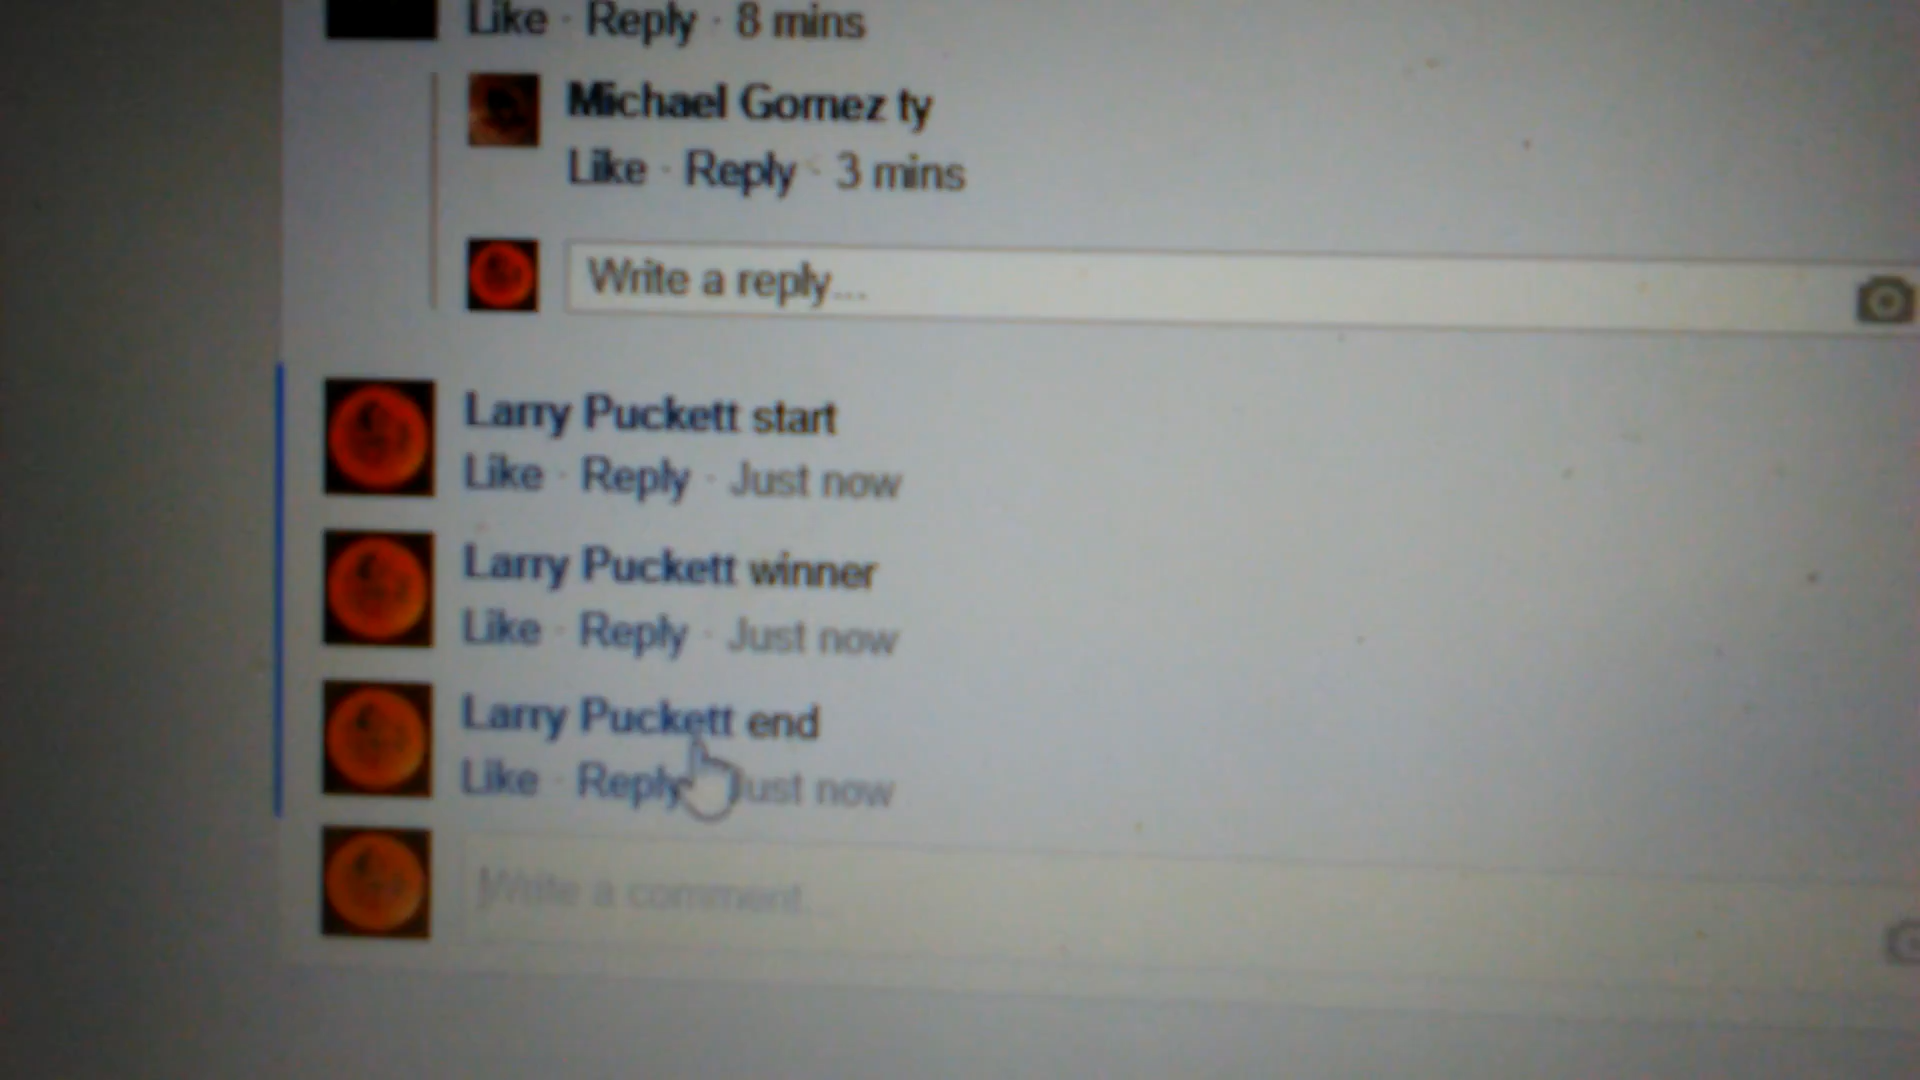 Like · Reply · 8 mins
Michael Gomez ty
Like · Reply · 3 mins
Write a reply...
Larry Puckett start
Like · Reply · Just now
Larry Puckett winner
Like · Reply · Just now
Larry Puckett end
Like · Reply Just now
Write a comment...